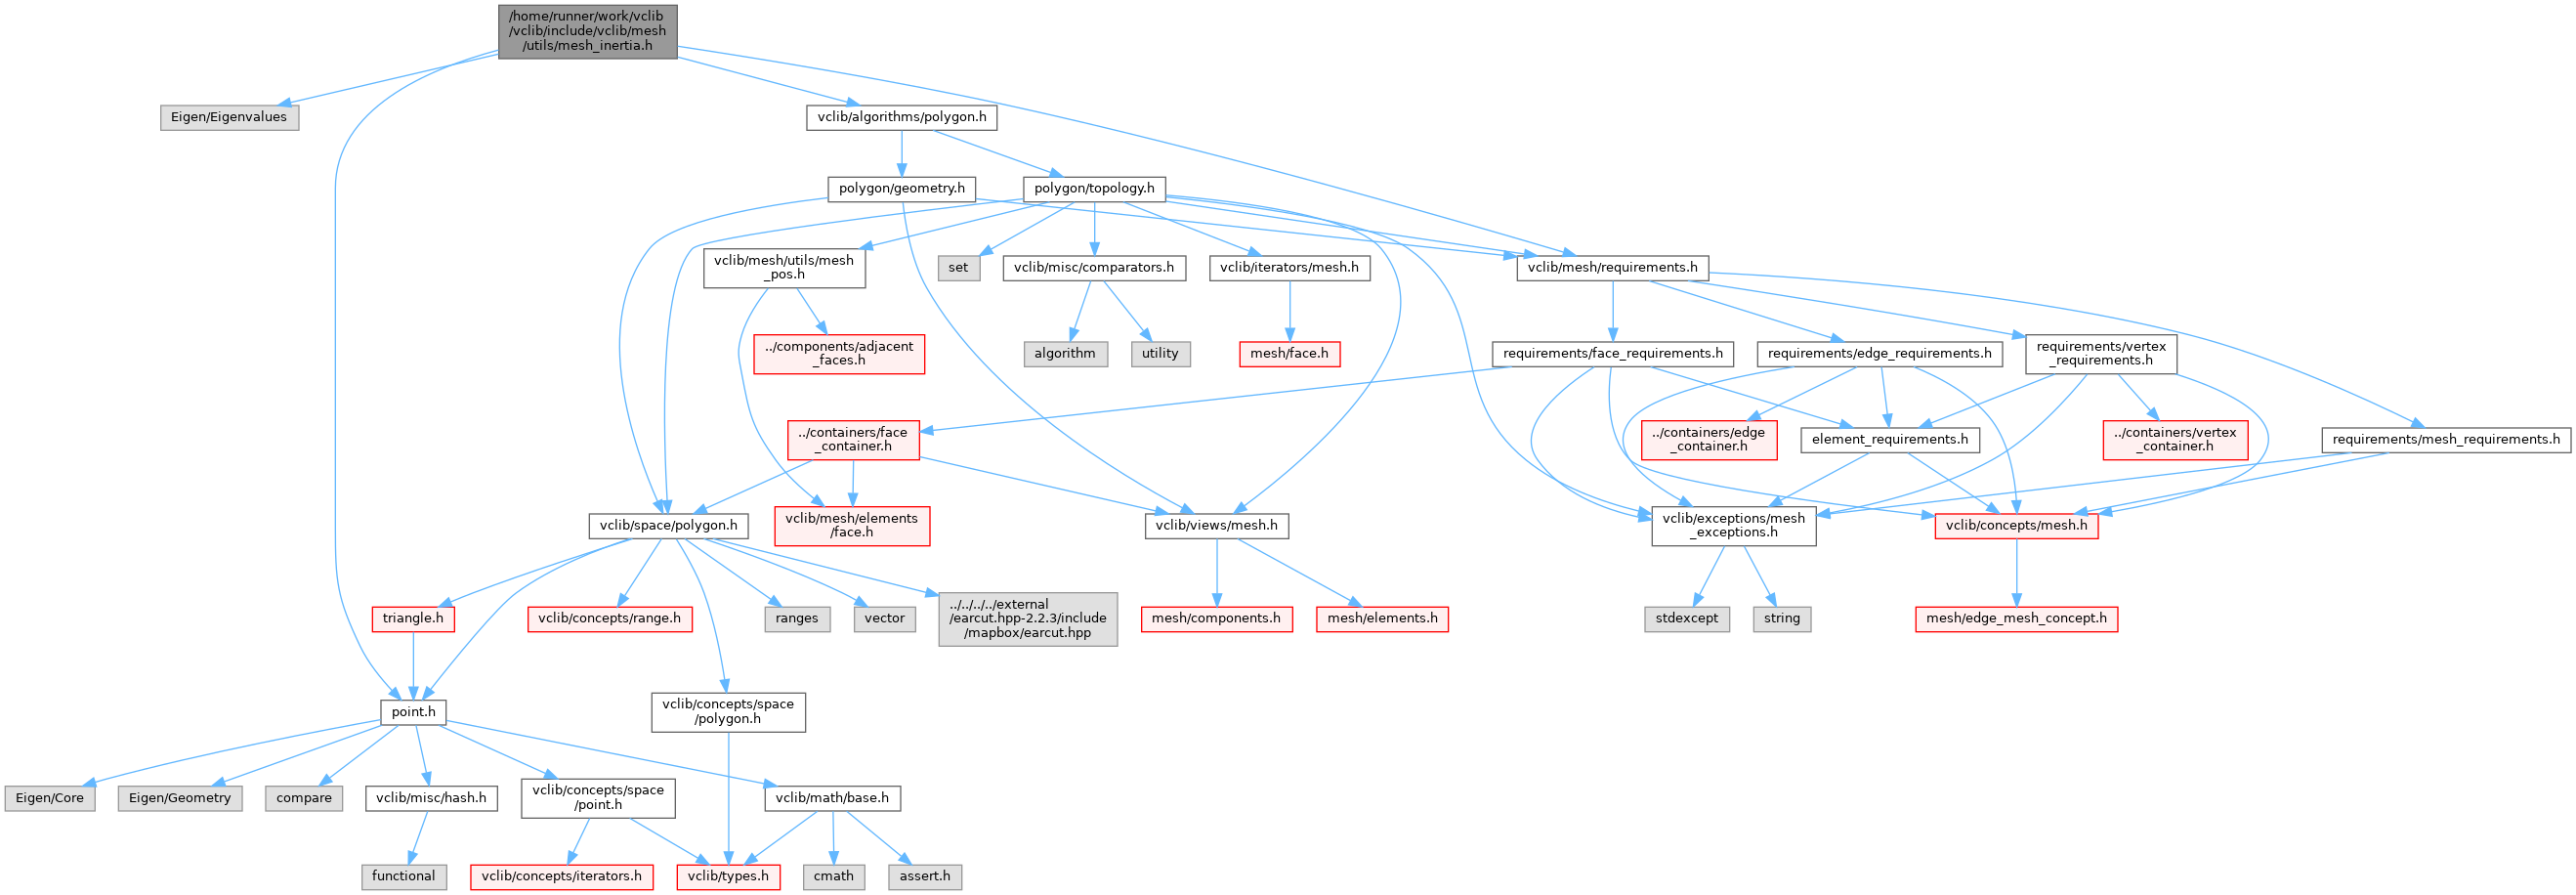 /home/runner/work/vclib
/vclib/include/vclib/mesh
/utils/mesh_inertia.h
Eigen/Eigenvalues
vclib/algorithms/polygon.h
polygon/geometry.h
polygon/topology.h
vclib/mesh/utils/mesh
_pos.h
set
vclib/misc/comparators.h
vclib/iterators/mesh.h
vclib/mesh/requirements.h
../components/adjacent
_faces.h
algorithm
utility
mesh/face.h
requirements/face_requirements.h
requirements/edge_requirements.h
requirements/vertex
_requirements.h
../containers/face
_container.h
../containers/edge
_container.h
element_requirements.h
../containers/vertex
_container.h
requirements/mesh_requirements.h
vclib/space/polygon.h
vclib/mesh/elements
/face.h
vclib/views/mesh.h
vclib/exceptions/mesh
_exceptions.h
vclib/concepts/mesh.h
triangle.h
vclib/concepts/range.h
ranges
vector
../../../../external
/earcut.hpp-2.2.3/include
/mapbox/earcut.hpp
mesh/components.h
mesh/elements.h
stdexcept
string
mesh/edge_mesh_concept.h
point.h
vclib/concepts/space
/polygon.h
Eigen/Core
Eigen/Geometry
compare
vclib/misc/hash.h
vclib/concepts/space
/point.h
vclib/math/base.h
functional
vclib/concepts/iterators.h
vclib/types.h
cmath
assert.h